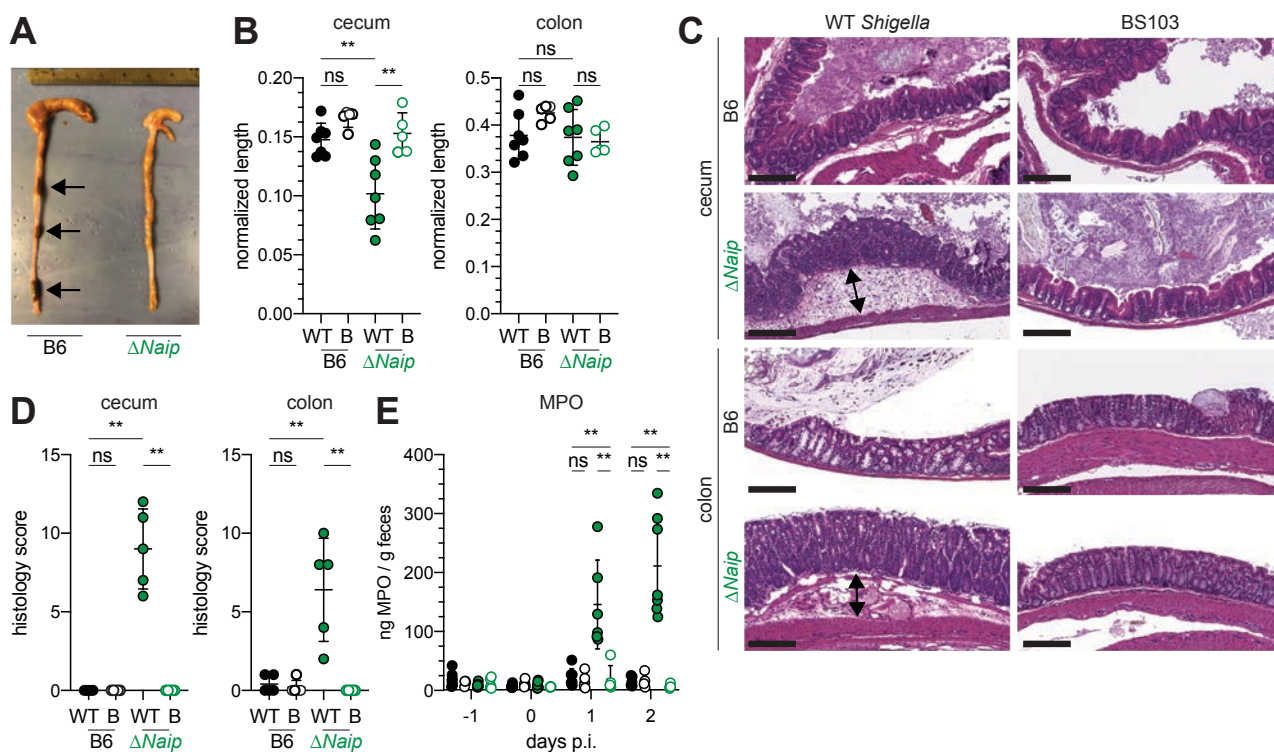 A
B6
ΔNaip
B
cecum
**
ns
**
normalized length
0.20
0.15
0.10
0.05
0.00
WT B WT B
B6 ΔNaip
colon
ns
ns
ns
normalized length
0.5
0.4
0.3
0.2
0.1
0.0
WT B WT B
B6 ΔNaip
C
WT Shigella
BS103
cecum
B6
ΔNaip
colon
B6
ΔNaip
D
cecum
**
ns
**
histology score
15
10
5
0
WT B WT B
B6 ΔNaip
colon
**
ns
**
histology score
15
10
5
0
WT B WT B
B6 ΔNaip
E
MPO
** **
ns ** ns **
ng MPO / g feces
400
300
200
100
50
0
-1 0 1 2
days p.i.